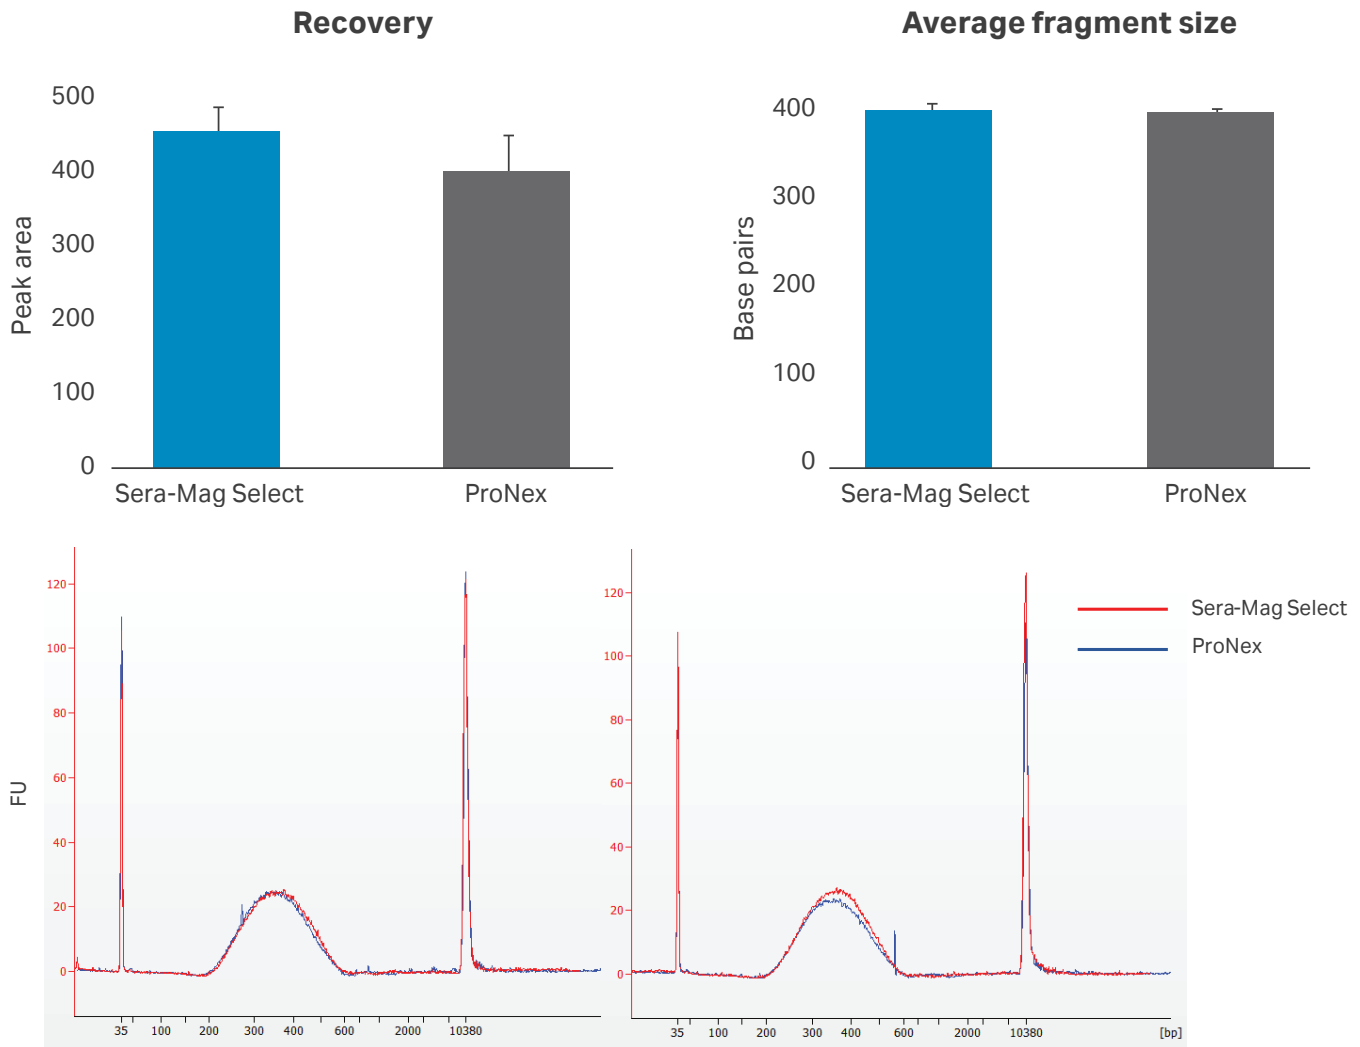 Recovery
500
400
300
200
100
0
Peak area
Sera-Mag Select
ProNex
Average fragment size
400
300
200
100
0
Base pairs
Sera-Mag Select
ProNex
120
100
80
60
40
20
0
FU
35 100 200 300 400 600 2000 10380
120
100
80
60
40
20
0
35 100 200 300 400 600 2000 10380 [bp]
Sera-Mag Select
ProNex